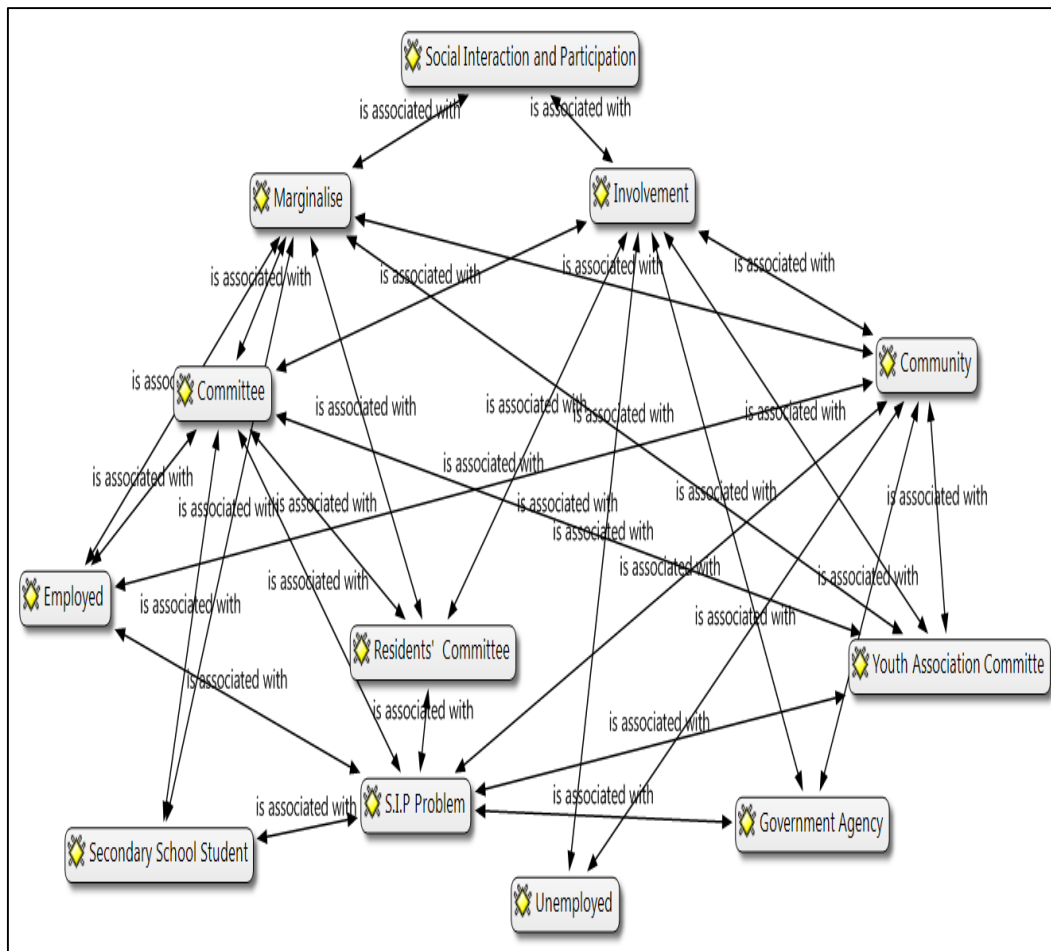 Social Interaction and Participation
is associated with
is associated with
Marginalise
Involvement
is associated with
is associated with
is associated with
is associated with
Community
Committee
is associated with
is associated with
is associated with
is associated with
is associated with
is associated with
is associated with
is associated with
is associated with
is associated with
is associated with
is associated with
is associated with
is associated with
Employed
is associated with
is associated with
Residents' Committee
Youth Association Committe
is associated with
is associated with
is associated with
is associated with
is associated with
S.I.P Problem
Government Agency
Secondary School Student
Unemployed